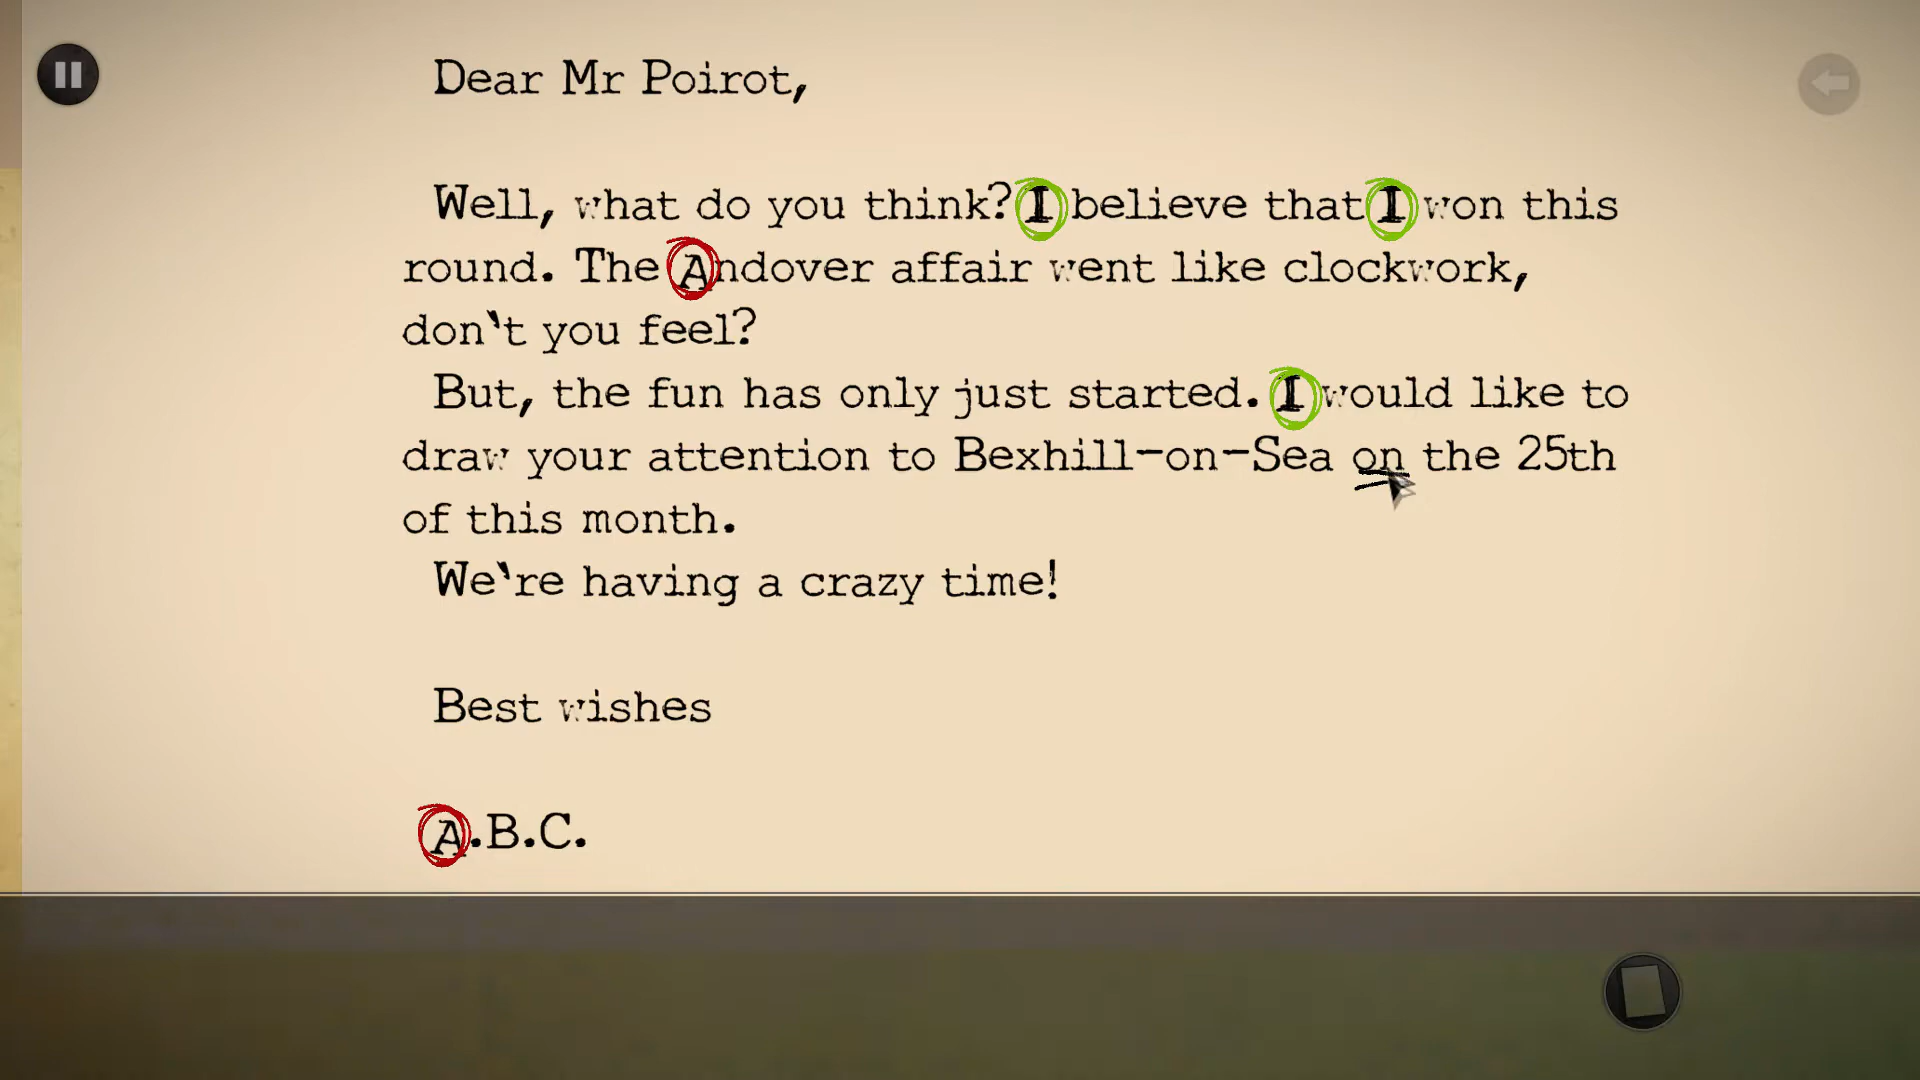 Dear Mr Poirot,
Well, what do you think? I believe that I won this
round. The Andover affair went like clockwork,
don't you feel?
But, the fun has only just started. I would like to
draw your attention to Bexhill-on-Sea on the 25th
of this month.
We're having a crazy time!
Best wishes
A.B.C.